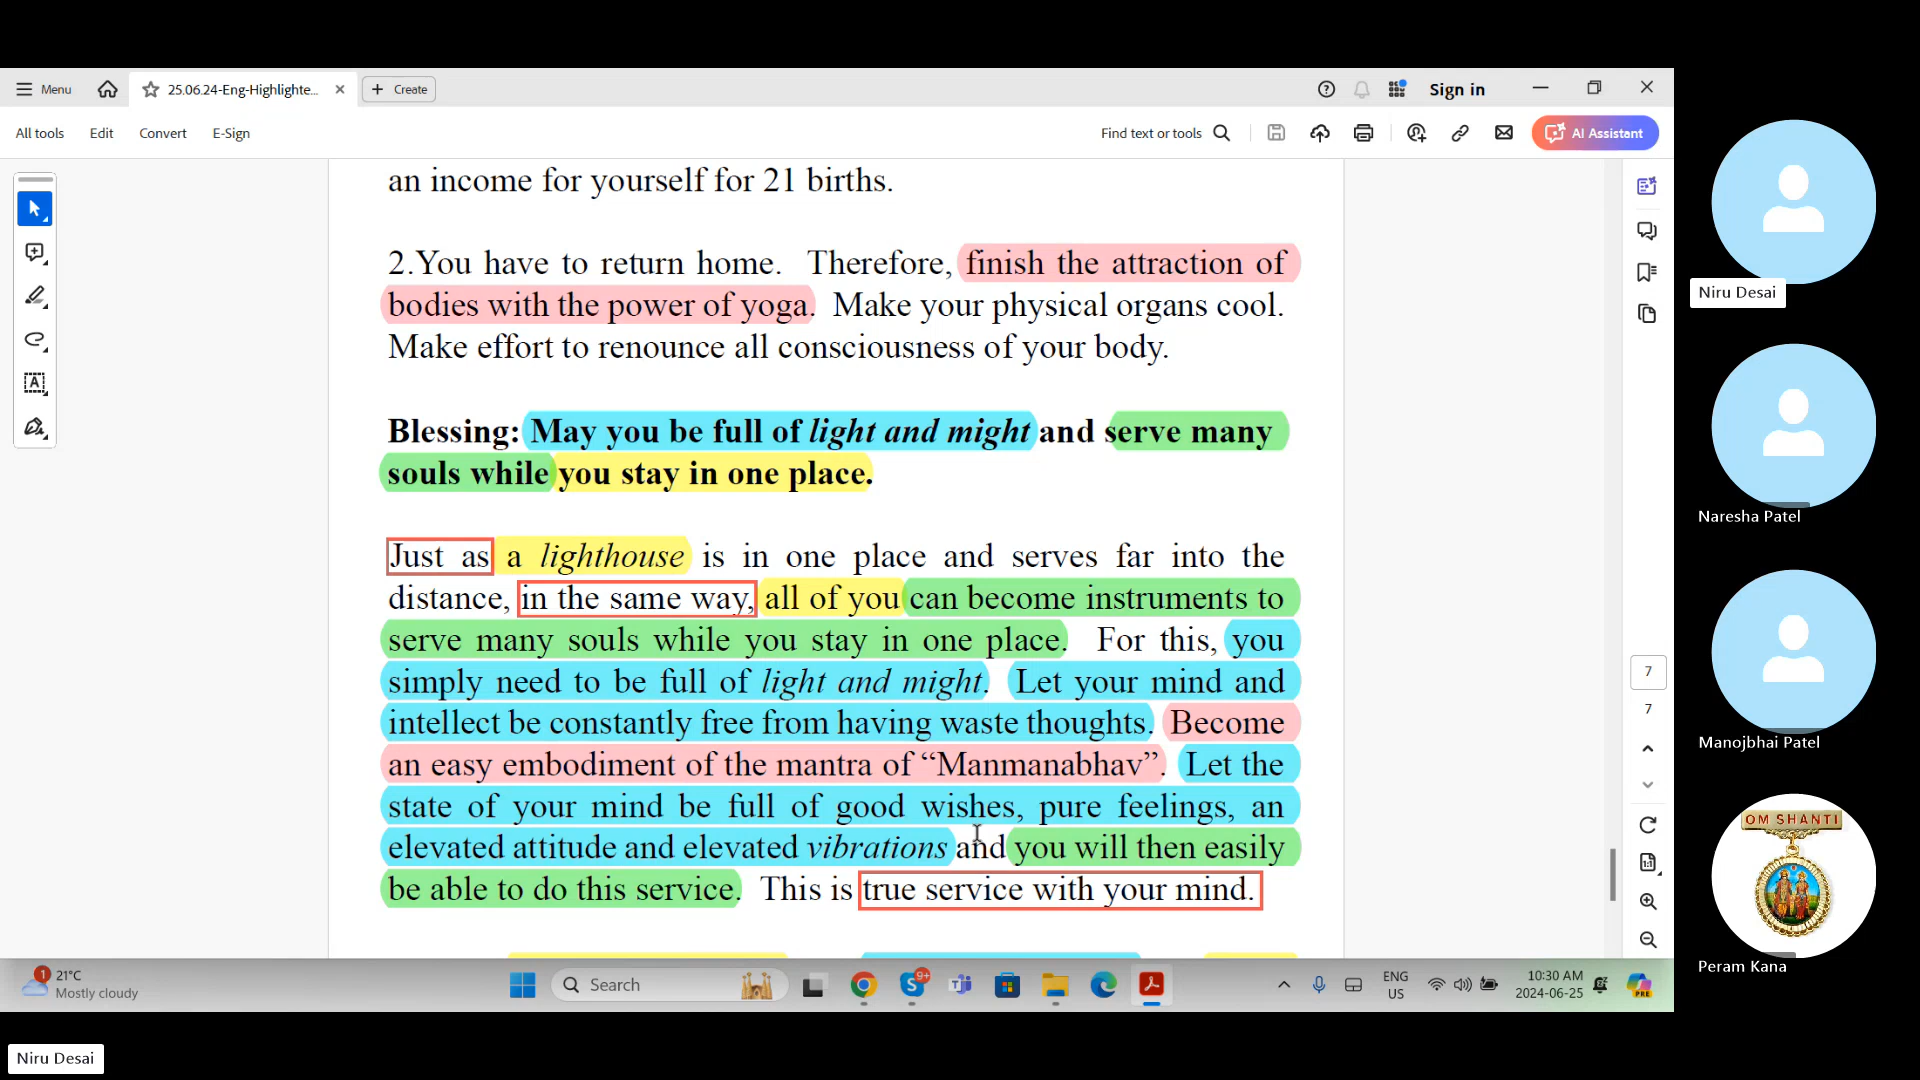 Menu
25.06.24-Eng-Highlighte...
Create
Sign in
All tools
Edit
Convert
E-Sign
Find text or tools
AI Assistant
an income for yourself for 21 births.
2.You have to return home. Therefore, finish the attraction of
bodies with the power of yoga. Make your physical organs cool.
Make effort to renounce all consciousness of your body.
Blessing: May you be full of light and might and serve many
souls while you stay in one place.
Just as a lighthouse is in one place and serves far into the
distance, in the same way, all of you can become instruments to
serve many souls while you stay in one place. For this, you
simply need to be full of light and might. Let your mind and
intellect be constantly free from having waste thoughts. Become
an easy embodiment of the mantra of “Manmanabhav”. Let the
state of your mind be full of good wishes, pure feelings, an
elevated attitude and elevated vibrations and you will then easily
be able to do this service. This is true service with your mind.
7
7
1:1
Niru Desai
Naresha Patel
Manojbhai Patel
OM SHANTI
Peram Kana
1
21°C
Mostly cloudy
Search
9+
ENG
US
10:30 AM
2024-06-25
PRE
Niru Desai